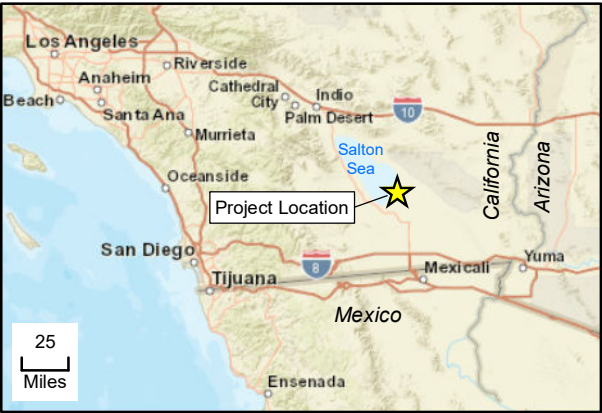 Los Angeles
Riverside
Anaheim
Cathedral
City
Indio
Beach
Santa Ana
Palm Desert
10
Murrieta
Salton
Sea
California
Arizona
Oceanside
Project Location
San Diego
8
Yuma
Tijuana
Mexicali
Mexico
25
Miles
Ensenada